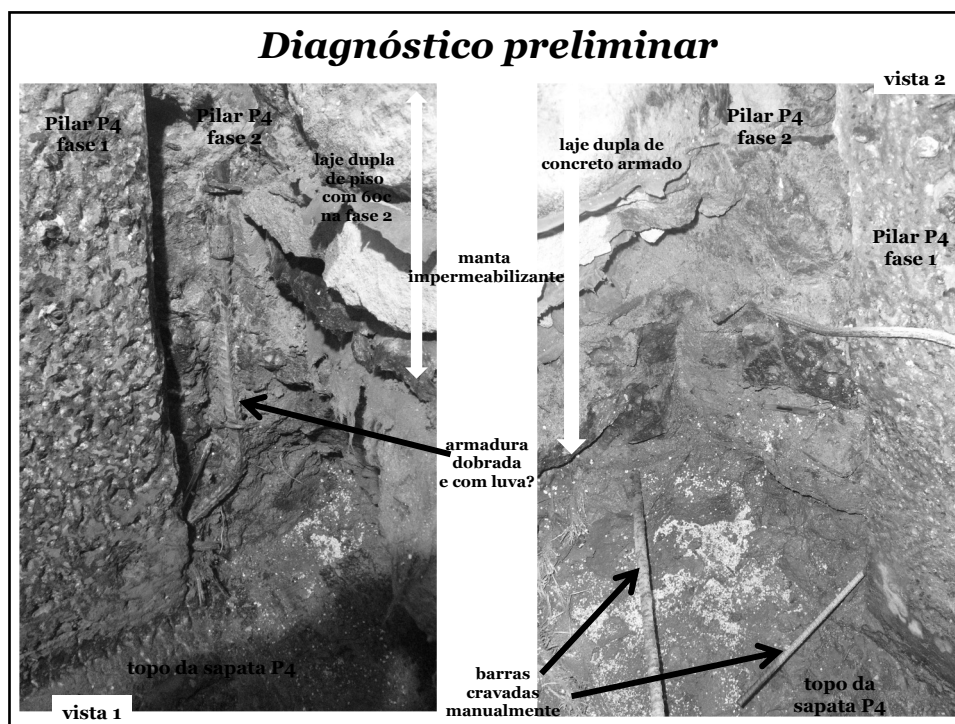 Diagnóstico preliminar
vista 2
Pilar P4
fase 1
Pilar P4
fase 2
laje dupla
de piso
com 60c
na fase 2
manta
impermeabilizante
armadura
dobrada
e com luva?
topo da sapata P4
vista 1
Pilar P4
fase 2
laje dupla de
concreto armado
Pilar P4
fase 1
barras
cravadas
manualmente
topo da
sapata P4